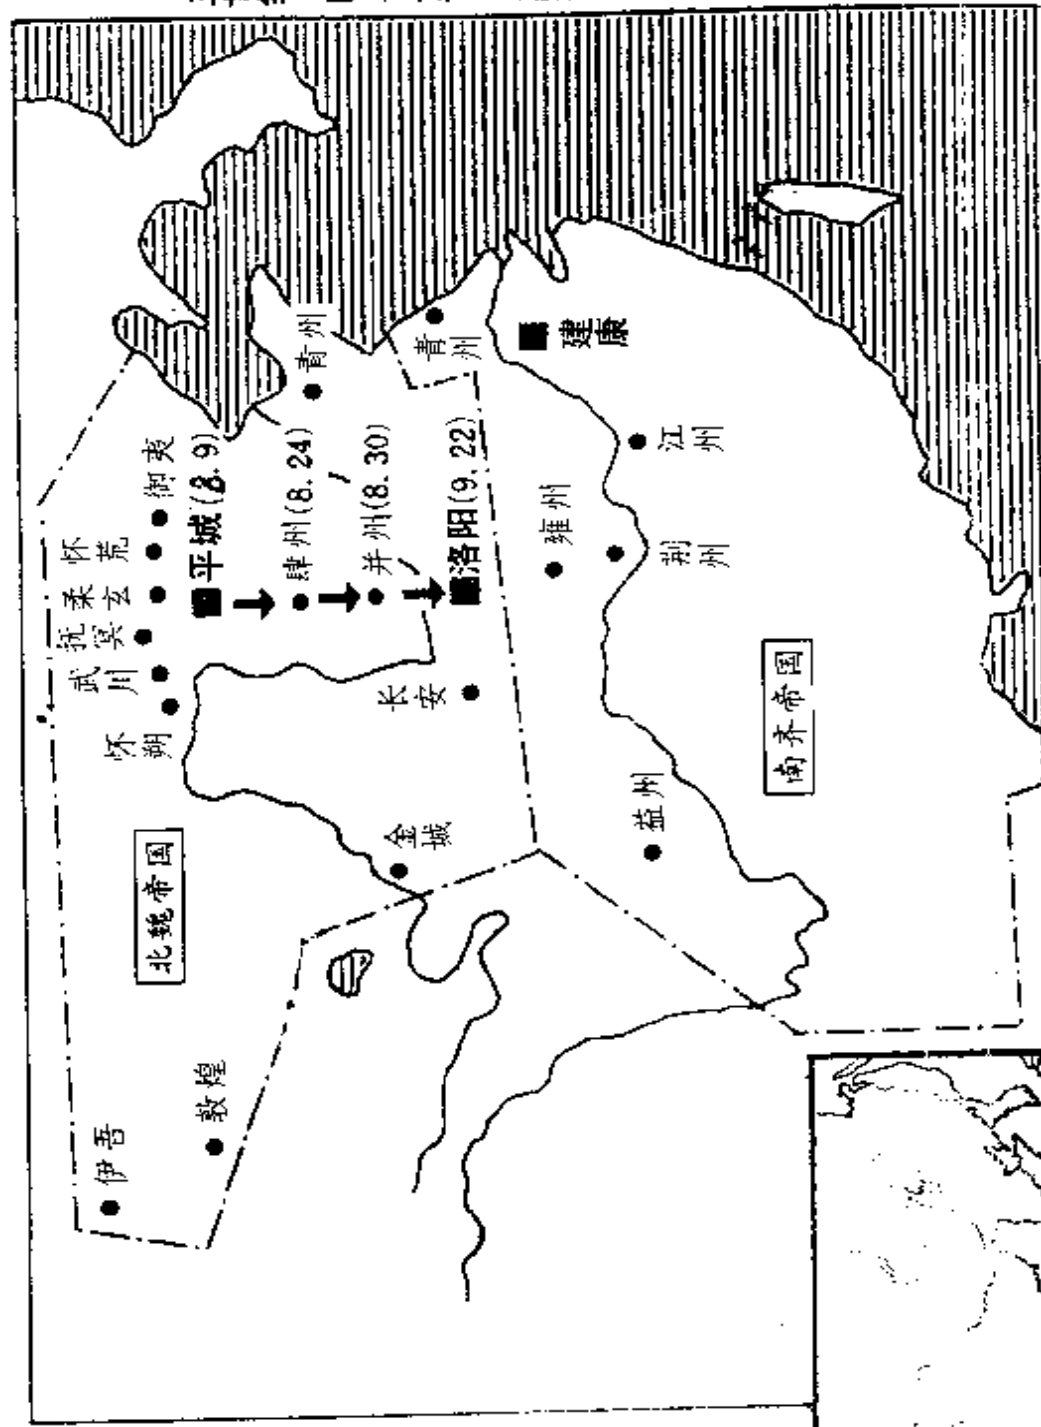 伊吾
敦煌
北魏帝国
怀朔
武川
抚冥
柔玄
怀荒
御夷
平城(8.9)
肆州(8.24)
并州(8.30)
洛阳(9.22)
青州
青州
建康
长安
金城
雍州
荆州
江州
益州
南齐帝国